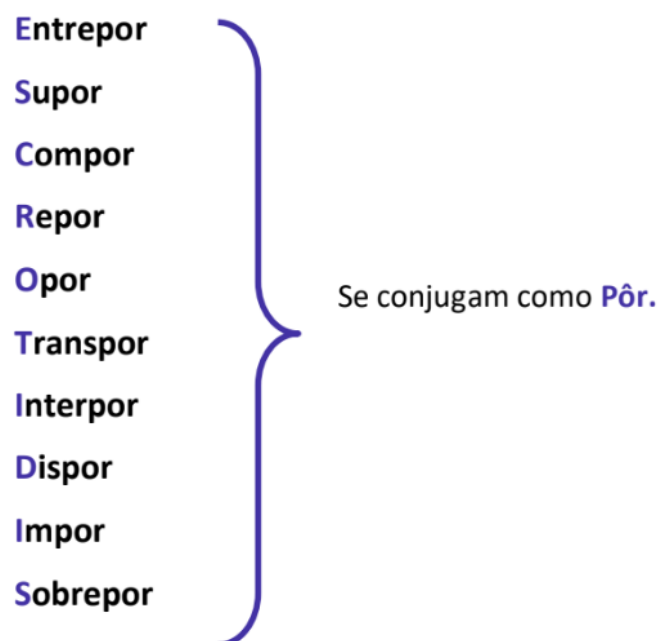 Entrepor
Supor
Compor
Repor
Opor
Se conjugam como Pôr.
Transpor
Interpor
Dispor
Impor
Sobrepor